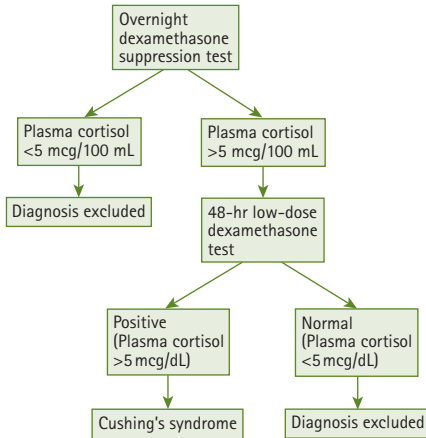 Overnight
dexamethasone
suppression test
Plasma cortisol
<5 mcg/100 mL
Plasma cortisol
>5 mcg/100 mL
Diagnosis excluded
48-hr low-dose
dexamethasone
test
Positive
(Plasma cortisol
>5 mcg/dL)
Normal
(Plasma cortisol
<5 mcg/dL)
Cushing's syndrome
Diagnosis excluded